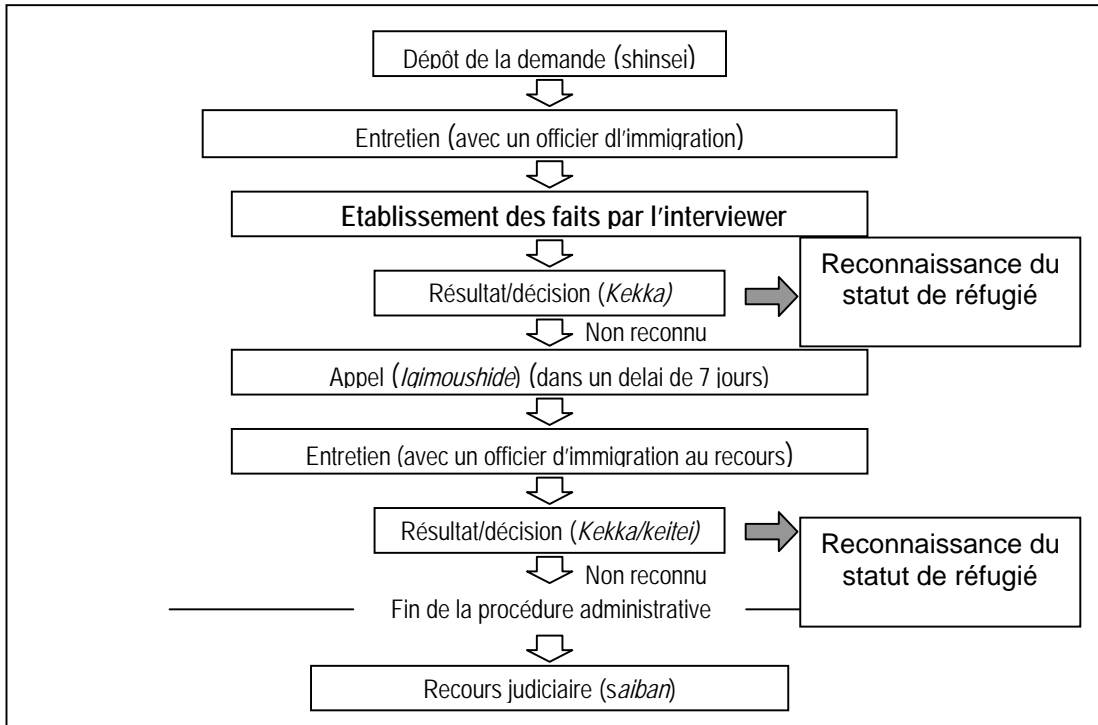 Dépôt de la demande (shinsei)
Entretien (avec un officier dl'immigration)
Etablissement des faits par l'interviewer
Résultat/décision (Kekka)
Reconnaissance du
statut de réfugié
Non reconnu
Appel (Igimoushide) (dans un delai de 7 jours)
Entretien (avec un officier d'immigration au recours)
Résultat/décision (Kekka/keitei)
Reconnaissance du
statut de réfugié
Non reconnu
Fin de la procédure administrative
Recours judiciaire (saiban)